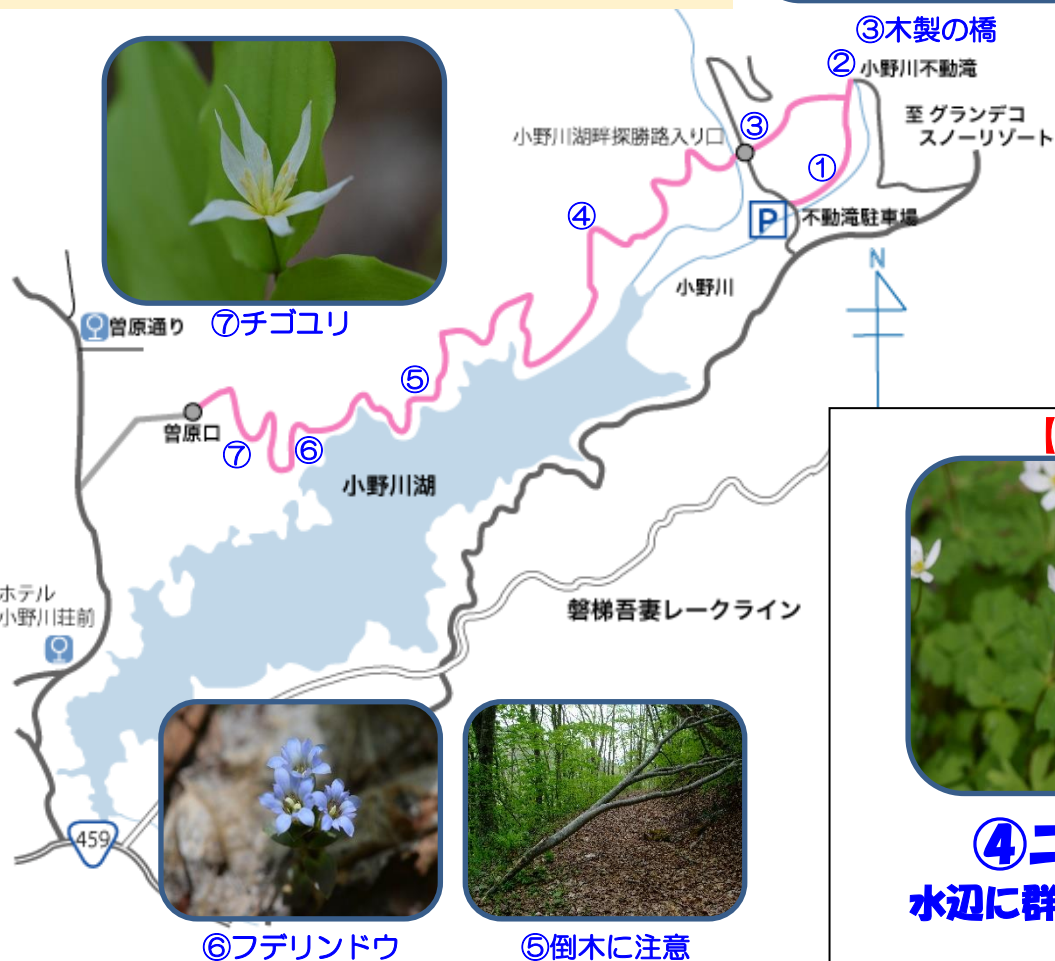 ③木製の橋
②
小野川不動滝
至 グランデコ
スノーリゾート
小野川湖畔探勝路入り口
③
①
④
P
不動滝駐車場
N
小野川
曽原通り
⑦チゴユリ
⑤
曽原口
⑦
⑥
小野川湖
【
ホテル
小野川荘前
磐梯吾妻レークライン
459
④ニ
水辿に群
⑥フデリンドウ
⑤倒木に注意